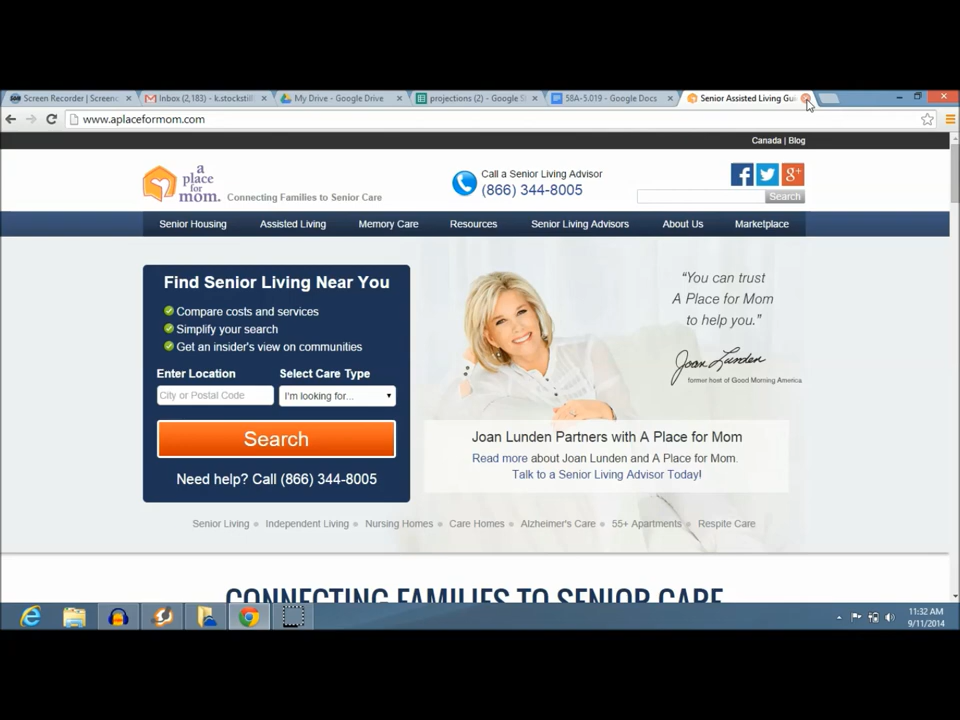 Screen Recorder | Screenc
Inbox (2,183) - k.stockstill
My Drive - Google Drive
projections (2) - Google S
58A-5.019 - Google Docs
Senior Assisted Living Gui
www.aplaceformom.com
Canada | Blog
a place for mom.
Connecting Families to Senior Care
Call a Senior Living Advisor
(866) 344-8005
Search
Senior Housing
Assisted Living
Memory Care
Resources
Senior Living Advisors
About Us
Marketplace
Find Senior Living Near You
Compare costs and services
Simplify your search
Get an insider's view on communities
Enter Location
Select Care Type
City or Postal Code
I'm looking for...
Search
Need help? Call (866) 344-8005
“You can trust
A Place for Mom
to help you.”
Joan Lunden
former host of Good Morning America
Joan Lunden Partners with A Place for Mom
Read more about Joan Lunden and A Place for Mom.
Talk to a Senior Living Advisor Today!
Senior Living
Independent Living
Nursing Homes
Care Homes
Alzheimer's Care
55+ Apartments
Respite Care
CONNECTING FAMILIES TO SENIOR CARE
11:32 AM
9/11/2014